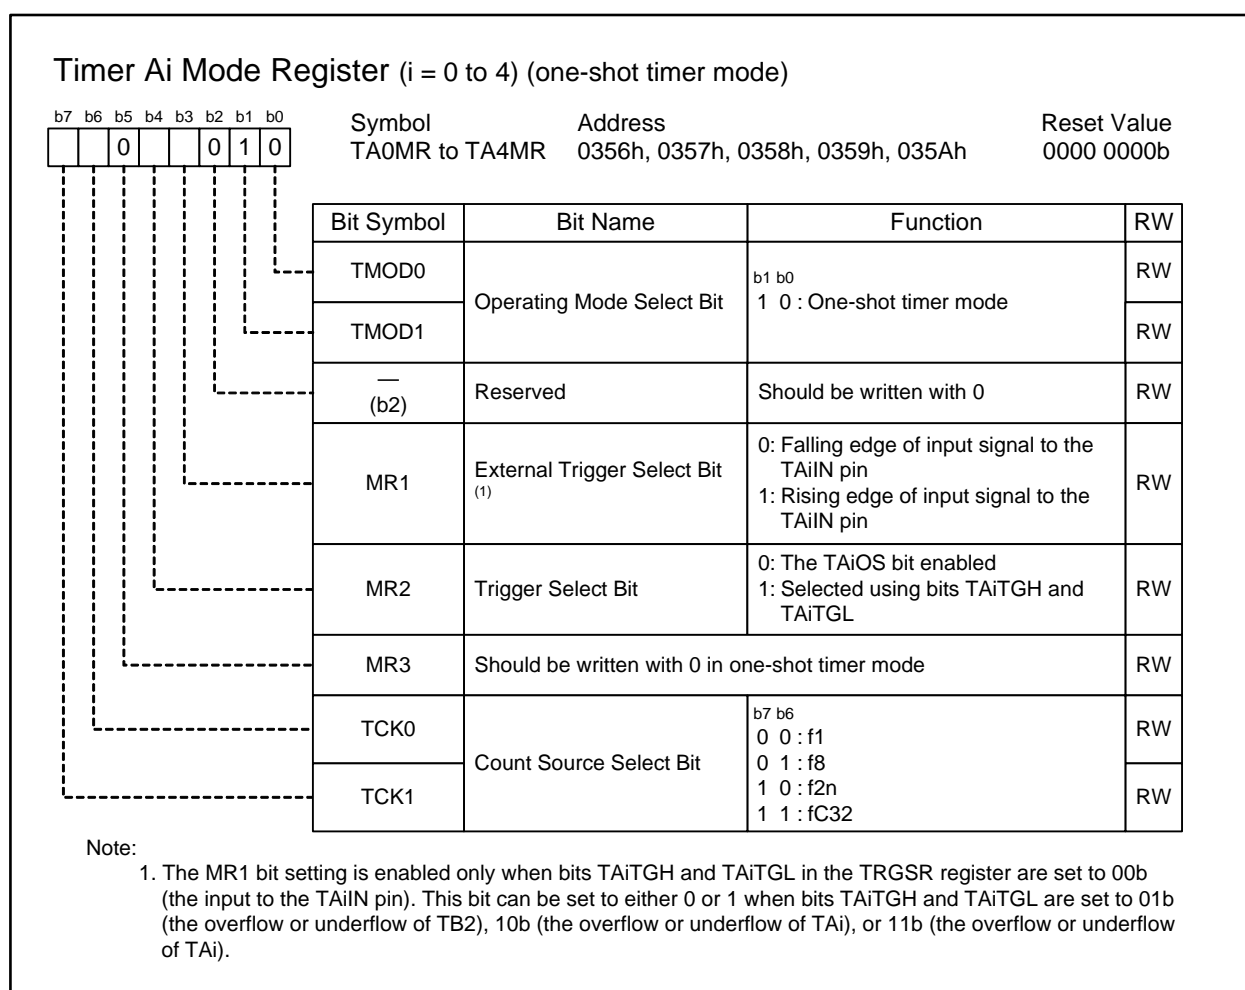 Timer Ai Mode Register (i = 0 to 4) (one-shot timer mode)
b7 b6 b5 b4 b3 b2 b1 b0
0 0 1 0
Symbol Address Reset Value
TA0MR to TA4MR 0356h, 0357h, 0358h, 0359h, 035Ah 0000 0000b
Bit Symbol Bit Name Function RW
TMOD0 RW
Operating Mode Select Bit
b1 b0
1 0 : One-shot timer mode
TMOD1 RW
—
(b2) Reserved Should be written with 0 RW
MR1
External Trigger Select Bit
(1)
0: Falling edge of input signal to the
TAiIN pin
1: Rising edge of input signal to the
TAiIN pin
RW
MR2 Trigger Select Bit
0: The TAiOS bit enabled
1: Selected using bits TAiTGH and
TAiTGL
RW
MR3 Should be written with 0 in one-shot timer mode RW
TCK0 RW
Count Source Select Bit
b7 b6
0 0 : f1
0 1 : f8
1 0 : f2n
1 1 : fC32
TCK1 RW
Note:
1. The MR1 bit setting is enabled only when bits TAiTGH and TAiTGL in the TRGSR register are set to 00b
(the input to the TAiIN pin). This bit can be set to either 0 or 1 when bits TAiTGH and TAiTGL are set to 01b
(the overflow or underflow of TB2), 10b (the overflow or underflow of TAi), or 11b (the overflow or underflow
of TAi).